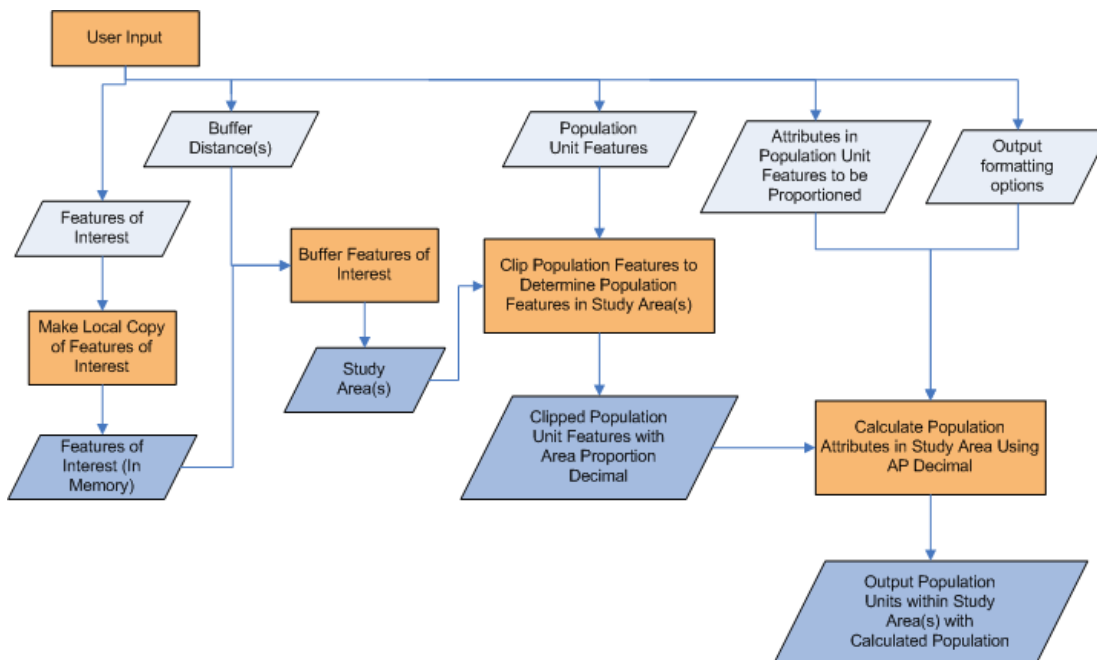 User Input
Buffer
Distance(s)
Population
Unit Features
Attributes in
Population Unit
Features to be
Proportioned
Output
formatting
options
Features of
Interest
Buffer Features of
Interest
Clip Population Features to
Determine Population
Features in Study Area(s)
Make Local Copy
of Features of
Interest
Study
Area(s)
Features of
Interest (In
Memory)
Clipped Population
Unit Features with
Area Proportion
Decimal
Calculate Population
Attributes in Study Area Using
AP Decimal
Output Population
Units within Study
Area(s) with
Calculated Population